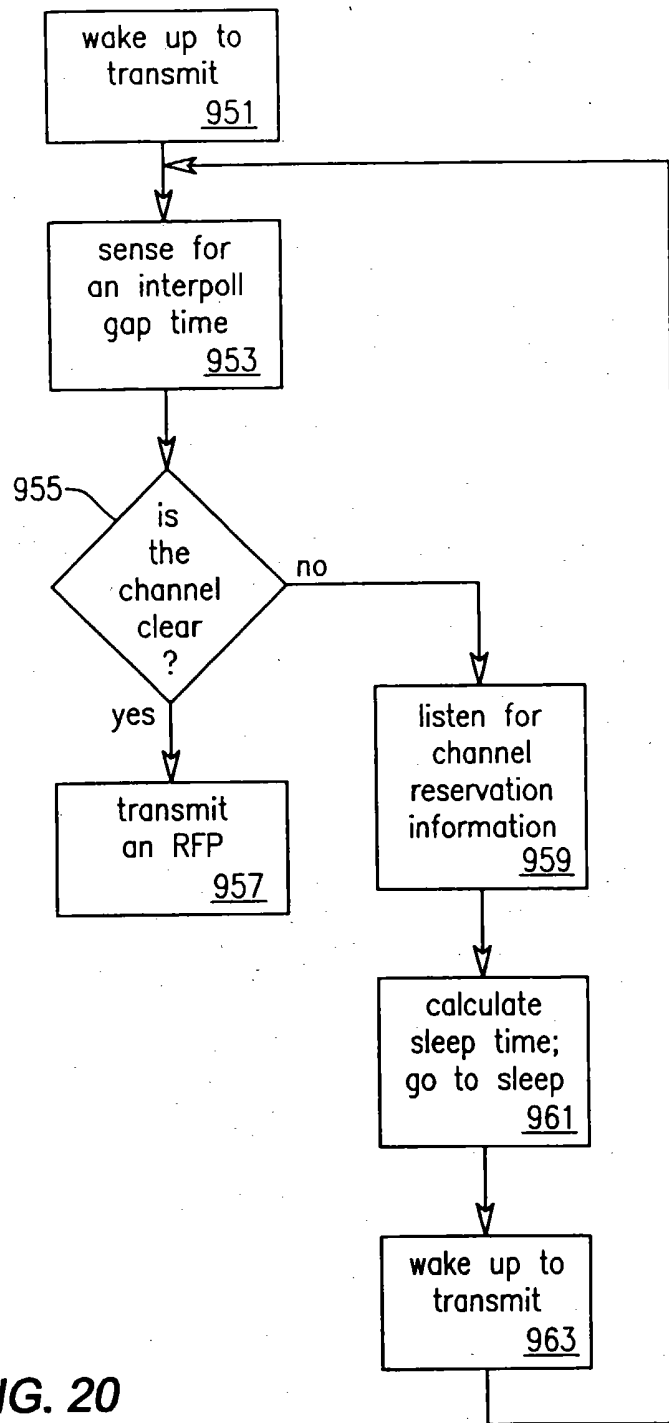 wake up to
transmit
951
sense for
an interpoll
gap time
953
955
is
the
channel
clear
?
no
yes
transmit
an RFP
957
listen for
channel
reservation
information
959
calculate
sleep time;
go to sleep
961
wake up to
transmit
963
IG. 20